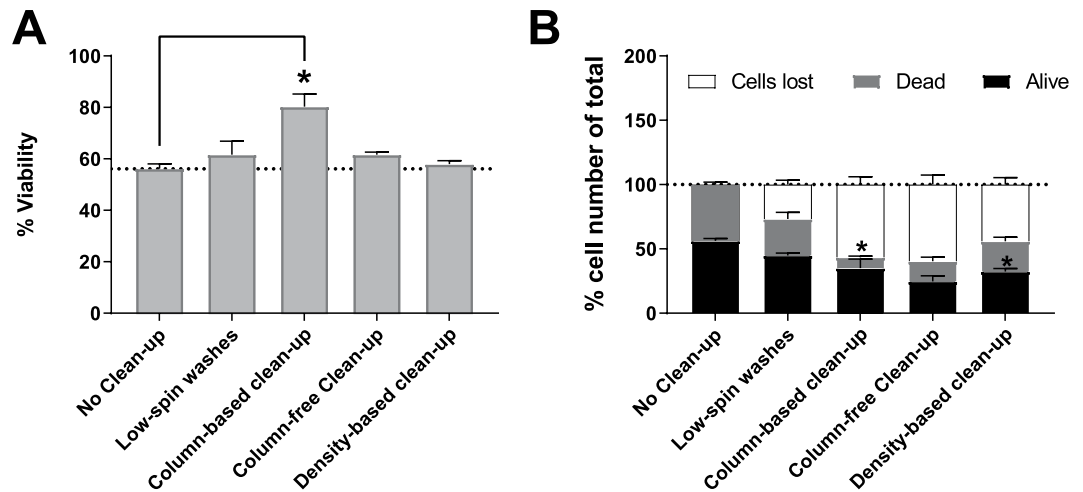 A
% Viability
100
80
60
40
20
0
*
No Clean-up
Low-spin washes
Column-based clean-up
Column-free Clean-up
Density-based clean-up
B
% cell number of total
200
150
100
50
0
Cells lost Dead Alive
*
*
No Clean-up
Low-spin washes
Column-based clean-up
Column-free Clean-up
Density-based clean-up